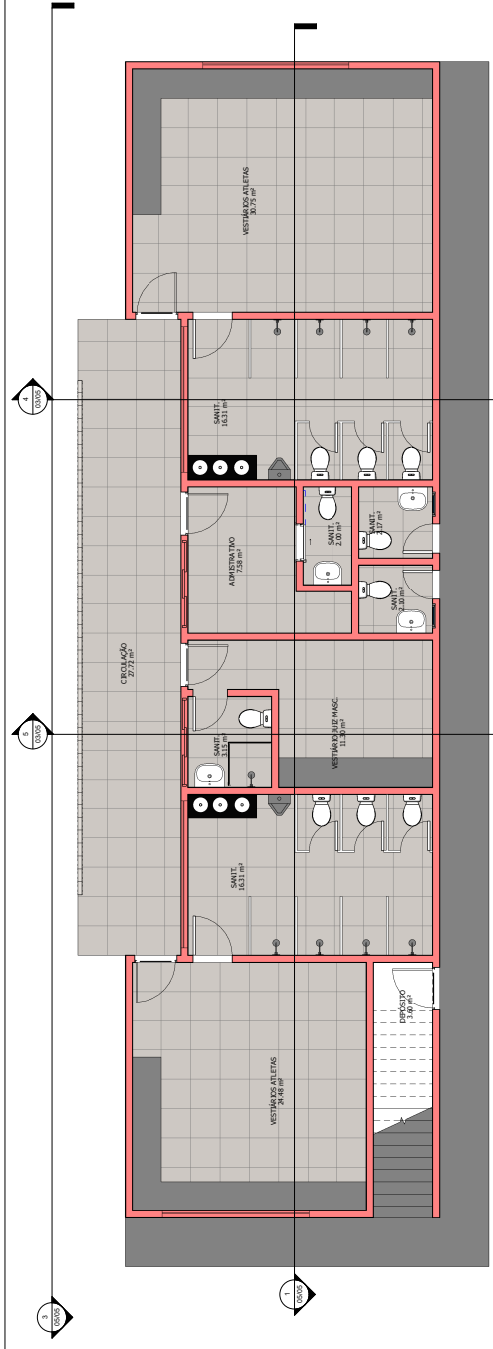 VESTIÁRIOS ATLETAS
30.75 m²
4
03/05
SANIT.
16.31 m²
ADMISTRATIVO
7.58 m²
SANIT.
2.00 m²
SANIT.
2.17 m²
SANIT.
2.10 m²
CIRCULAÇÃO
27.72 m²
5
03/05
SANIT.
3.15 m²
VESTIÁRIO JUIZ MASC.
11.30 m²
SANIT.
16.31 m²
DEPÓSITO
3.60 m²
VESTIÁRIOS ATLETAS
24.48 m²
1
05/05
3
05/05